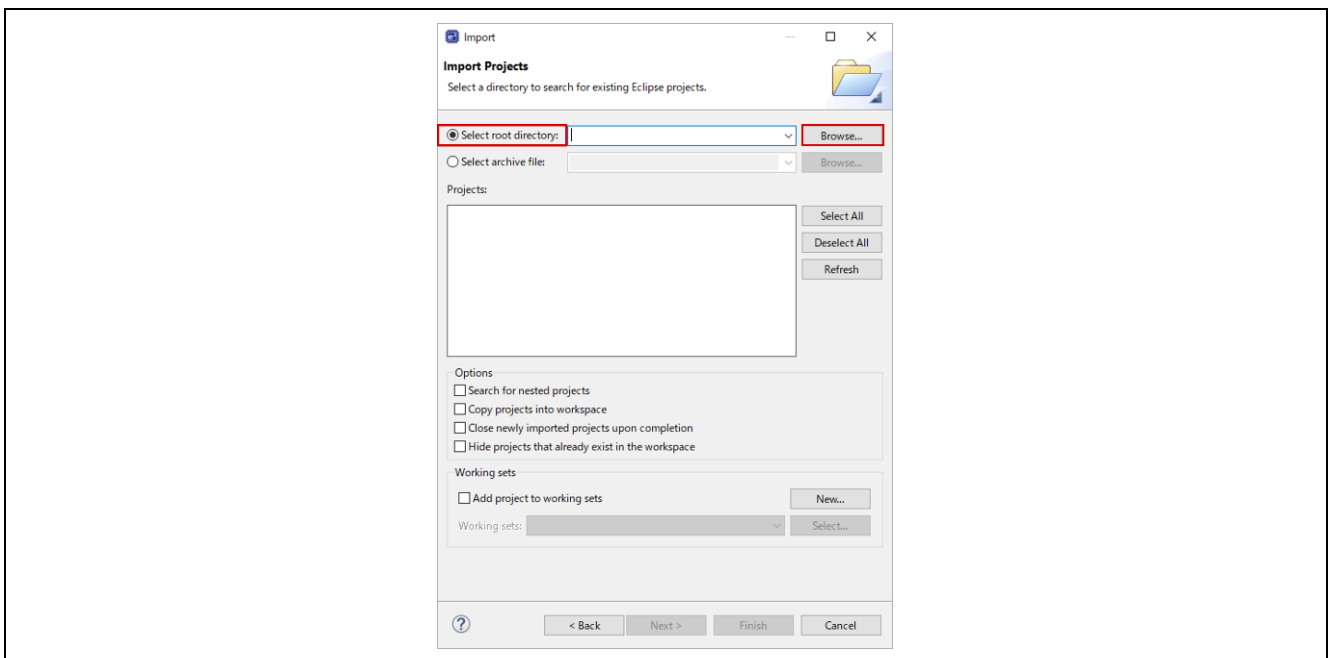 Import
Import Projects
Select a directory to search for existing Eclipse projects.
Select root directory: Browse...
Select archive file: Browse...
Projects:
Select All
Deselect All
Refresh
Options
Search for nested projects
Copy projects into workspace
Close newly imported projects upon completion
Hide projects that already exist in the workspace
Working sets
Add project to working sets New...
Working sets: Select...
? < Back Next > Finish Cancel